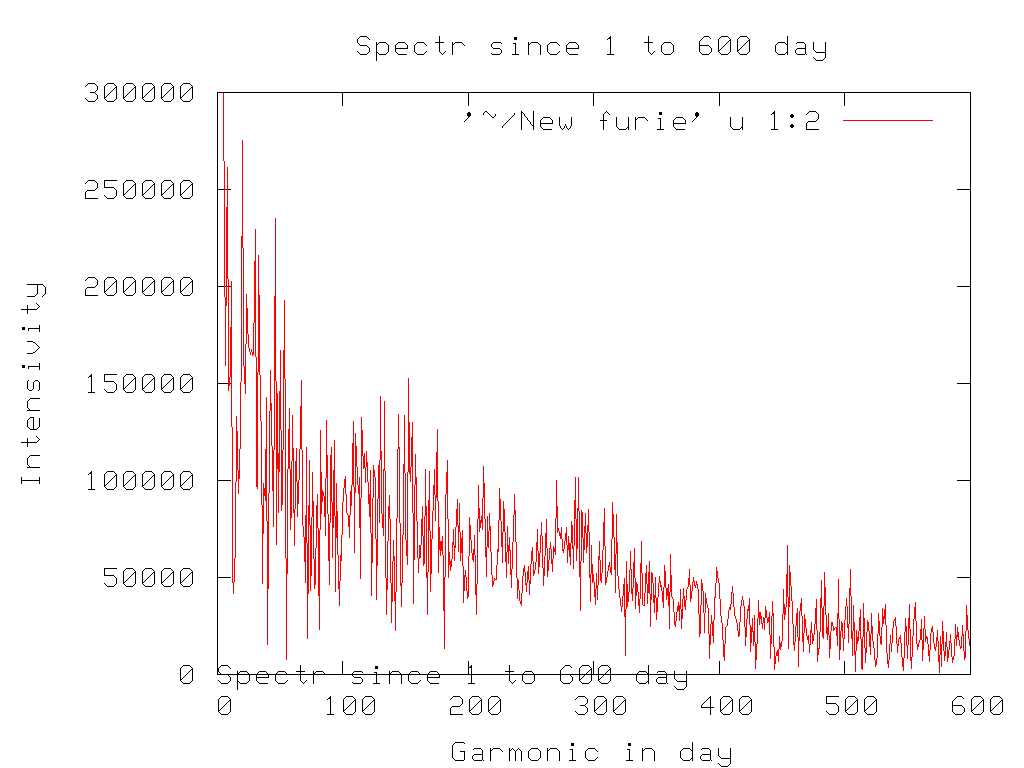 Spectr since 1 to 600 day
'~/New furie' u 1:2
300000
250000
200000
150000
100000
50000
0
Intensivity
Spectr since 1 to 600 day
0 100 200 300 400 500 600
Garmonic in day